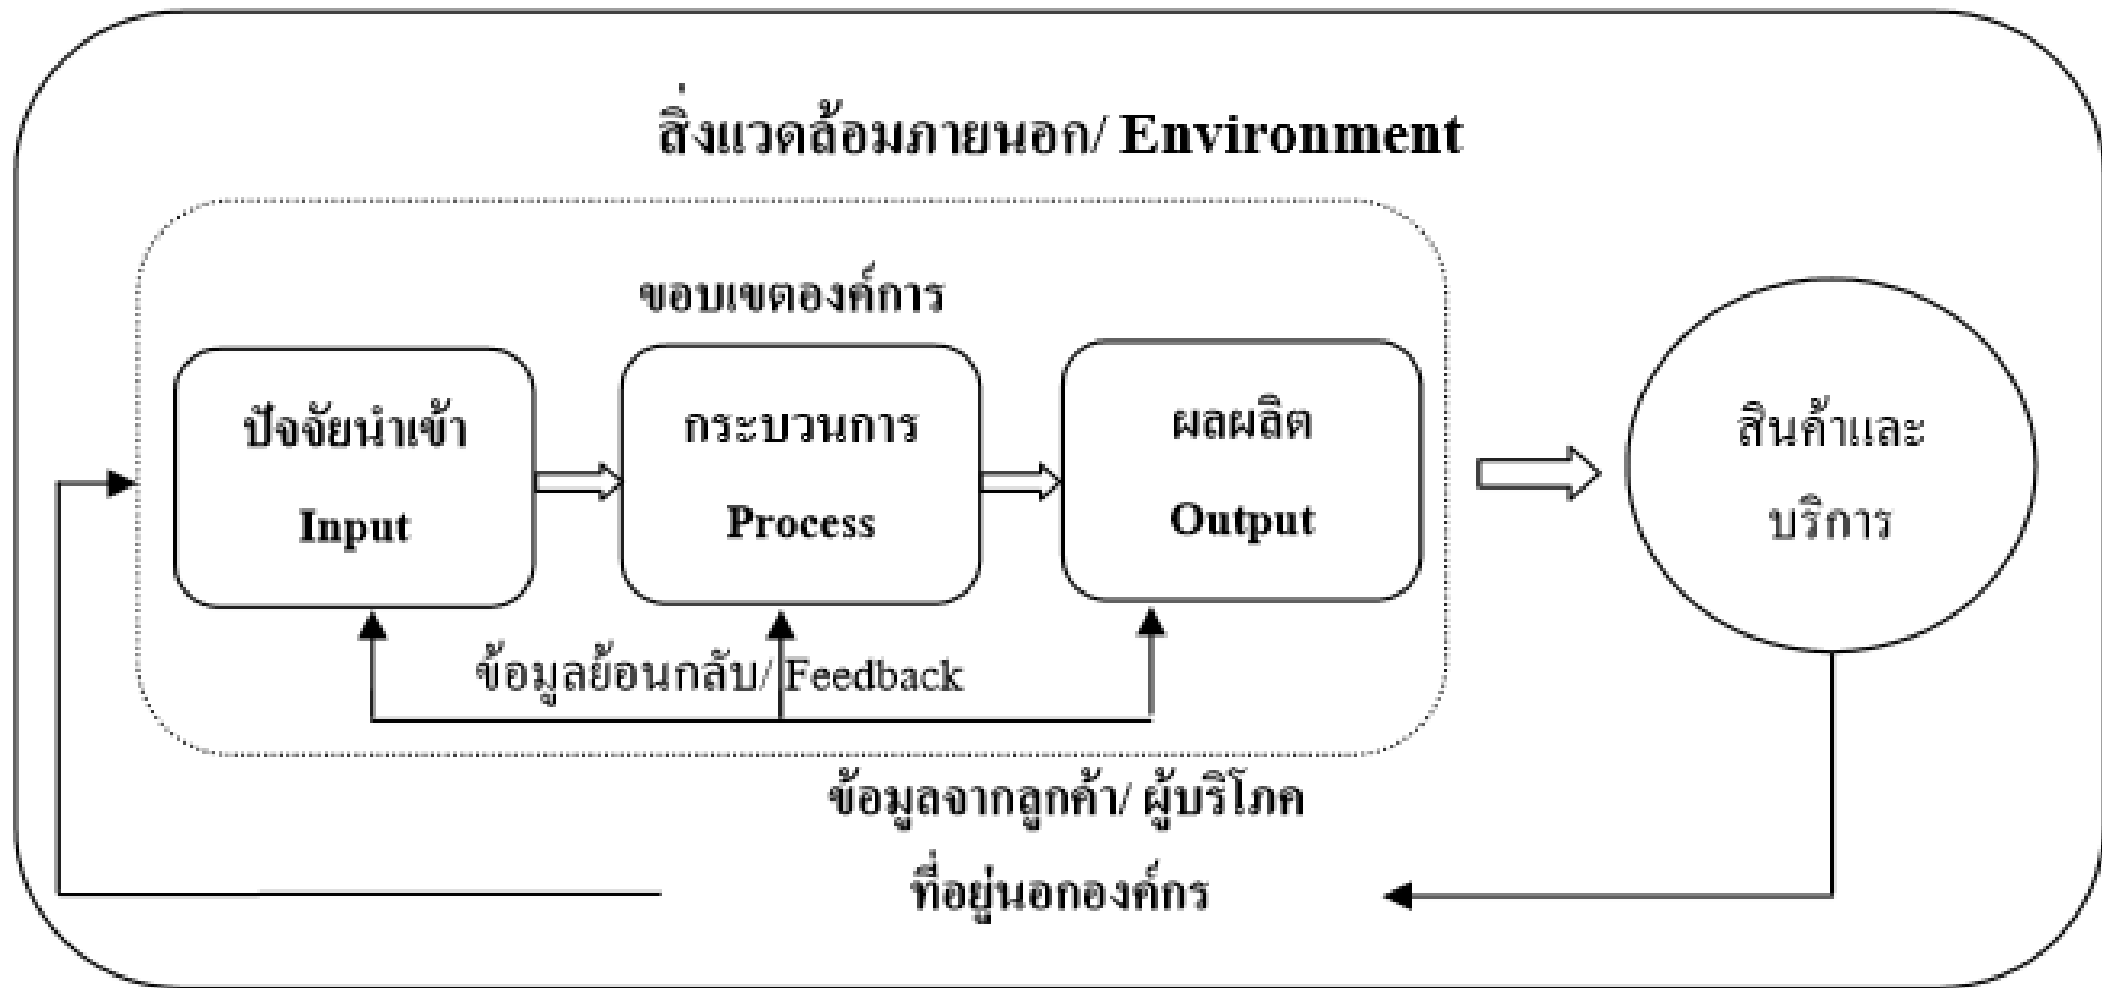 สิ่งแวดล้อมภายนอก/ Environment
ขอบเขตองค์การ
ปัจจัยนำเข้า
Input
กระบวนการ
Process
ผลผลิต
Output
สินค้าและ
บริการ
ข้อมูลย้อนกลับ/ Feedback
ข้อมูลจากลูกค้า/ ผู้บริโภค
ที่อยู่นอกองค์กร